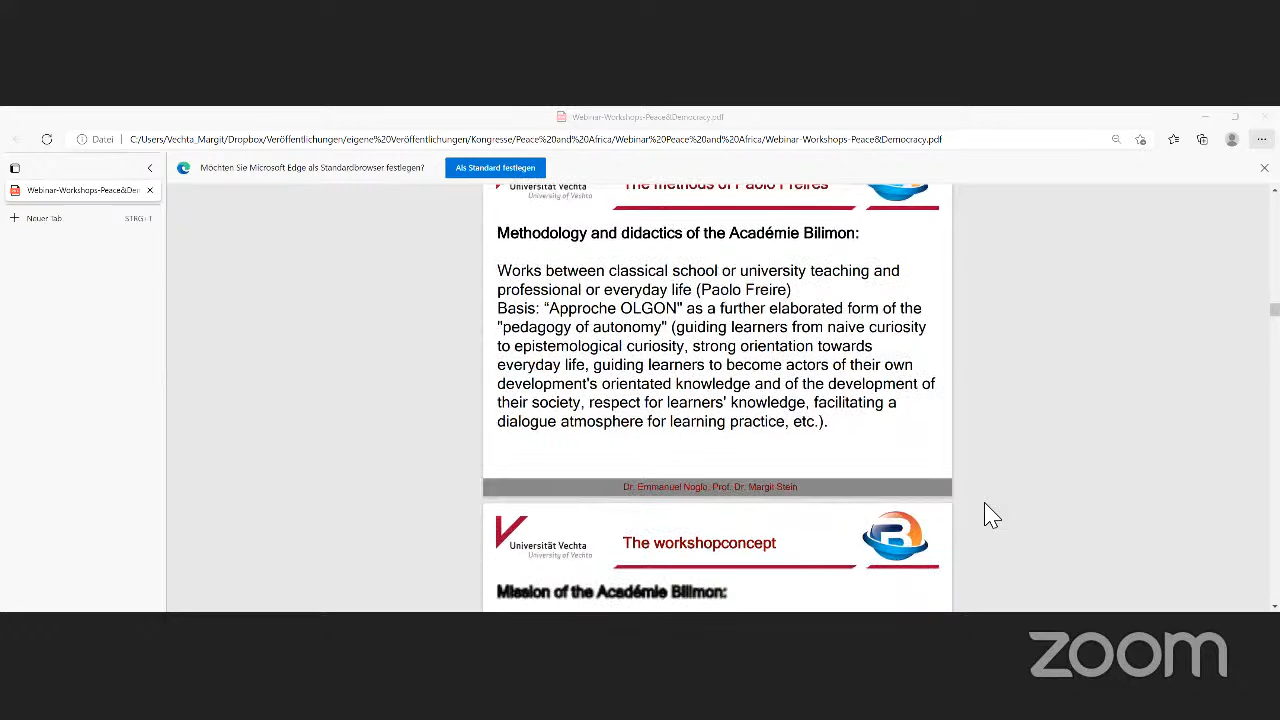 Webinar-Workshops-Peace&Democracy.pdf
Datei C:/Users/Vechta_Margit/Dropbox/Veröffentlichungen/eigene%20Veröffentlichungen/Kongresse/Peace%20and%20Africa/Webinar%20Peace%20and%20Africa/Webinar-Workshops-Peace&Democracy.pdf
Möchten Sie Microsoft Edge als Standardbrowser festlegen? Als Standard festlegen
Webinar-Workshops-Peace&Den
Neuer Tab STRG+T
Universität Vechta
University of Vechta
The methods of Paolo Freires
Methodology and didactics of the Académie Bilimon:
Works between classical school or university teaching and
professional or everyday life (Paolo Freire)
Basis: “Approche OLGON" as a further elaborated form of the
"pedagogy of autonomy" (guiding learners from naive curiosity
to epistemological curiosity, strong orientation towards
everyday life, guiding learners to become actors of their own
development's orientated knowledge and of the development of
their society, respect for learners' knowledge, facilitating a
dialogue atmosphere for learning practice, etc.).
Dr. Emmanuel Noglo, Prof. Dr. Margit Stein
Universität Vechta
University of Vechta
The workshopconcept
B
Mission of the Académie Bilimon:
zoom